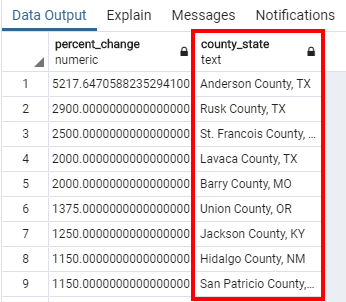 Data Output Explain Messages Notifications
percent_change county_state
numeric text
1 5217.6470588235294100 Anderson County, TX
2 2900.0000000000000000 Rusk County, TX
3 2500.0000000000000000 St. Francois County, ...
4 2000.0000000000000000 Lavaca County, TX
5 2000.0000000000000000 Barry County, MO
6 1375.0000000000000000 Union County, OR
7 1250.0000000000000000 Jackson County, KY
8 1150.0000000000000000 Hidalgo County, NM
9 1150.0000000000000000 San Patricio County,...